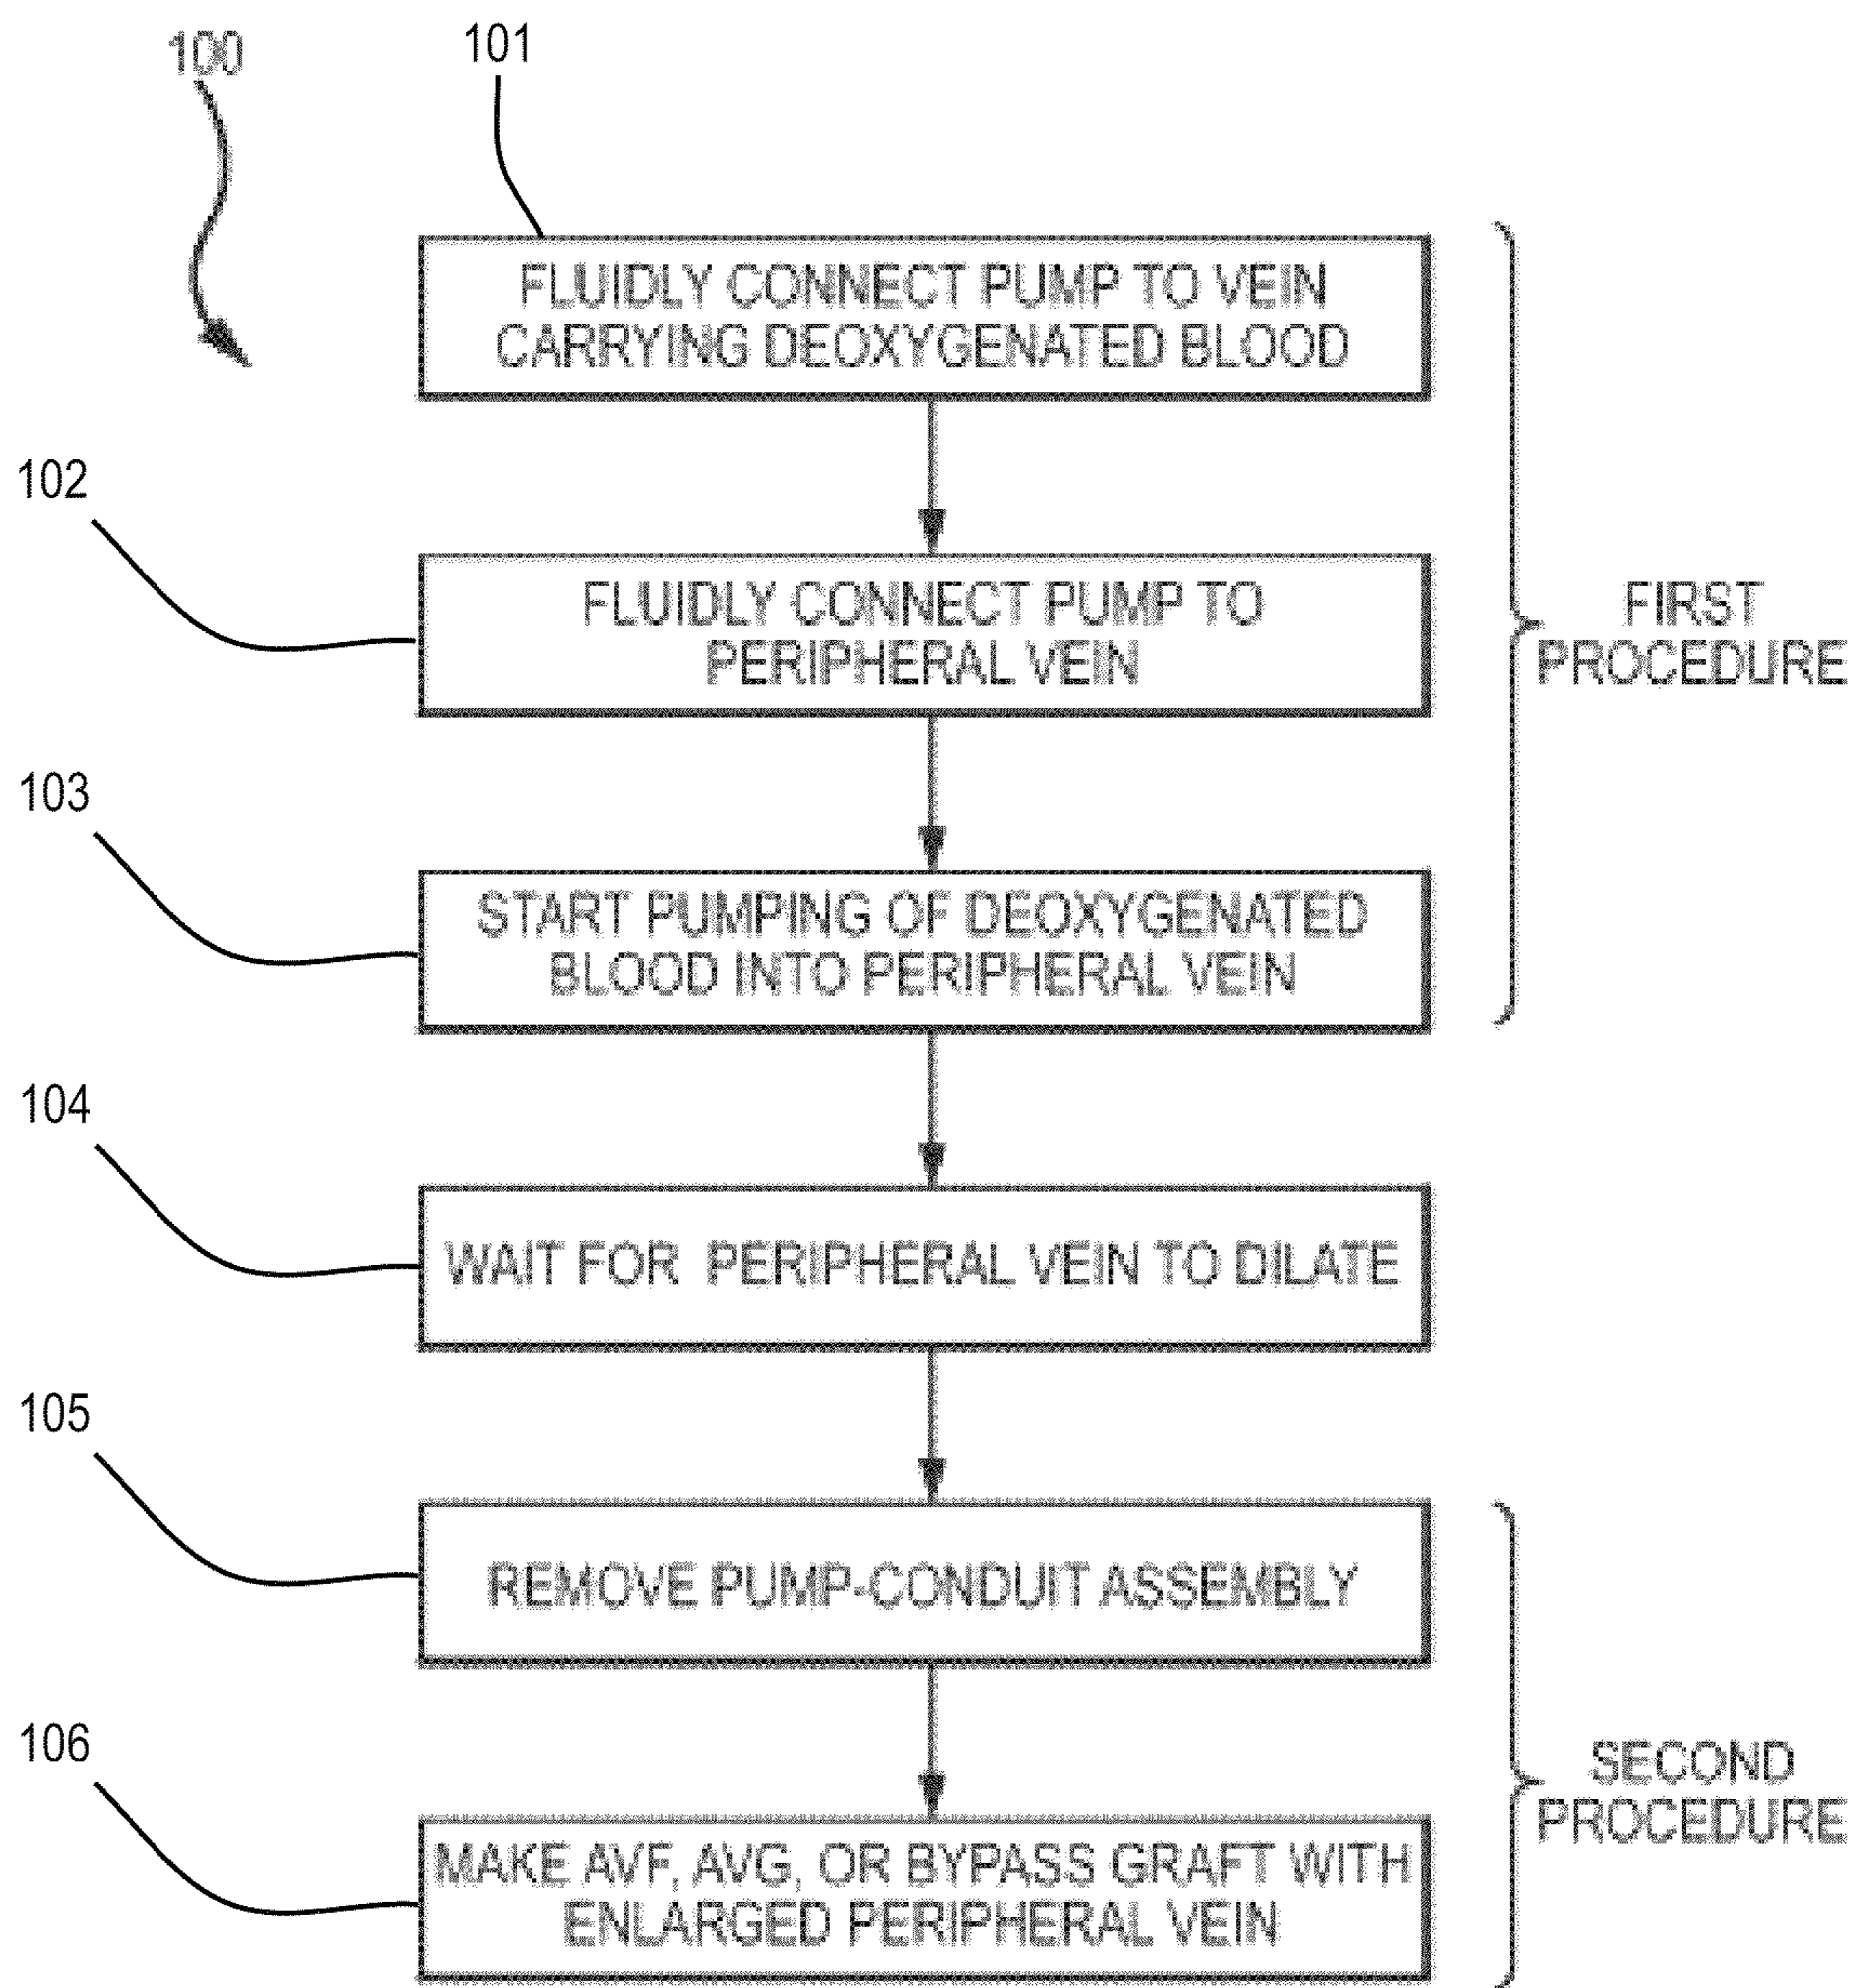 100
101
FLUIDLY CONNECT PUMP TO VEIN
CARRYING DEOXYGENATED BLOOD
102
FLUIDLY CONNECT PUMP TO
PERIPHERAL VEIN
FIRST
PROCEDURE
103
START PUMPING OF DEOXYGENATED
BLOOD INTO PERIPHERAL VEIN
104
WAIT FOR PERIPHERAL VEIN TO DILATE
105
REMOVE PUMP-CONDUIT ASSEMBLY
106
MAKE AVF, AVG, OR BYPASS GRAFT WITH
ENLARGED PERIPHERAL VEIN
SECOND
PROCEDURE